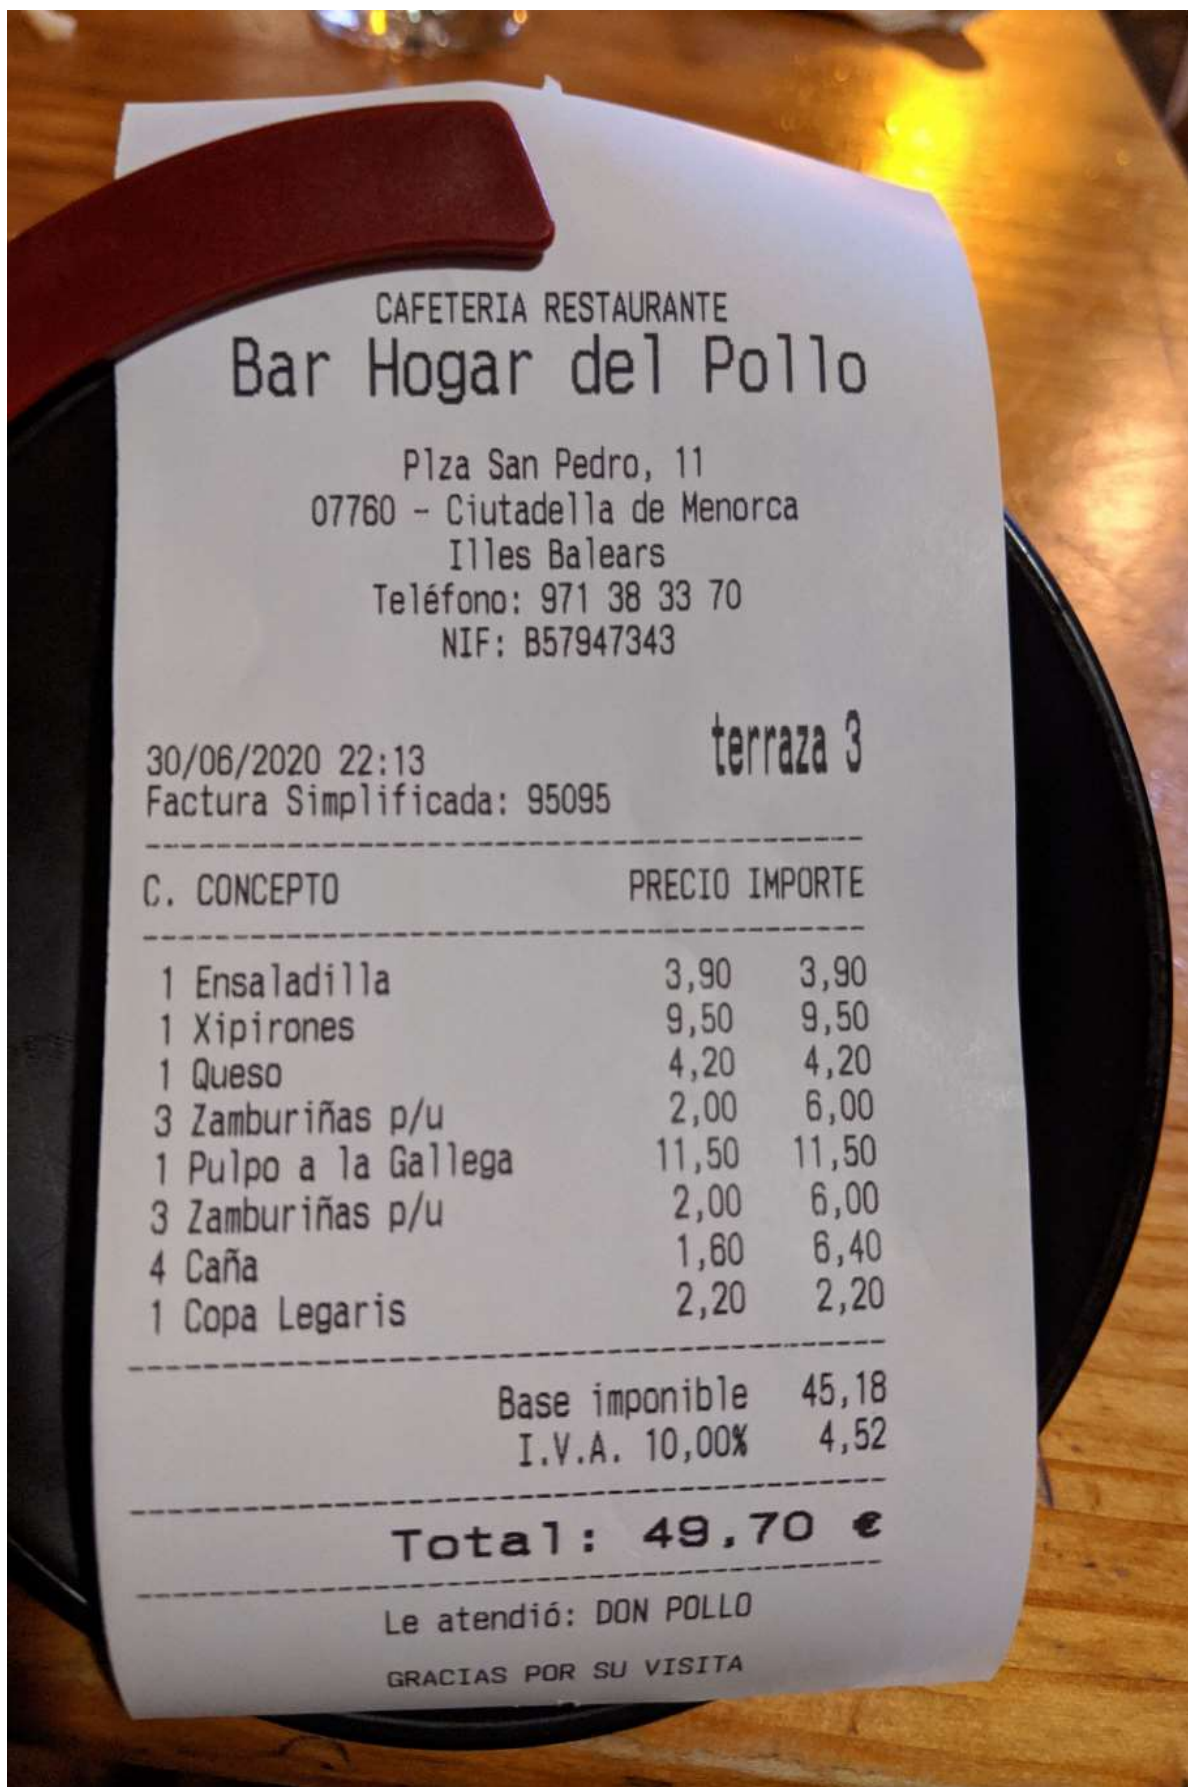 CAFETERIA RESTAURANTE
Bar Hogar del Pollo
Plza San Pedro, 11
07760 - Ciutadella de Menorca
Illes Balears
Teléfono: 971 38 33 70
NIF: B57947343
terraza 3
30/06/2020 22:13
Factura Simplificada: 95095
C. CONCEPTO PRECIO IMPORTE
1 Ensaladilla 3,90 3,90
1 Xipirones 9,50 9,50
1 Queso 4,20 4,20
3 Zamburiñas p/u 2,00 6,00
1 Pulpo a la Gallega 11,50 11,50
3 Zamburiñas p/u 2,00 6,00
4 Caña 1,60 6,40
1 Copa Legaris 2,20 2,20
Base imponible 45,18
I.V.A. 10,00% 4,52
Total: 49,70 €
Le atendió: DON POLLO
GRACIAS POR SU VISITA